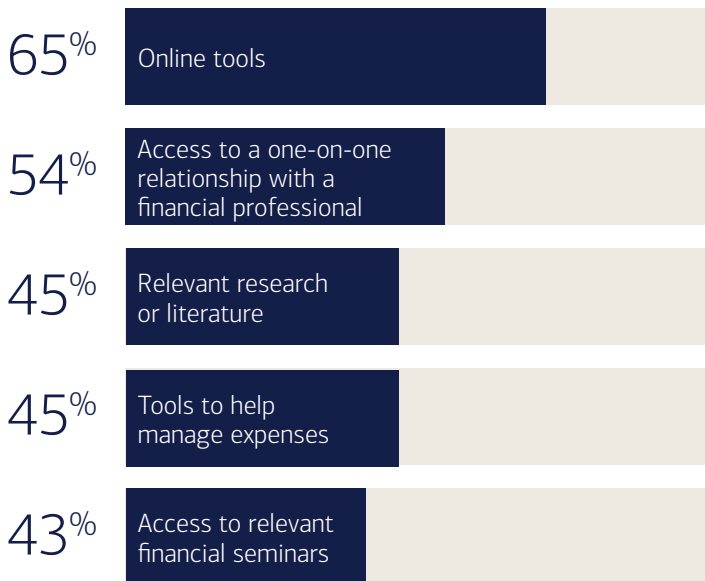 65%
Online tools
54%
Access to a one-on-one
relationship with a
financial professional
45%
Relevant research
or literature
45%
Tools to help
manage expenses
43%
Access to relevant
financial seminars